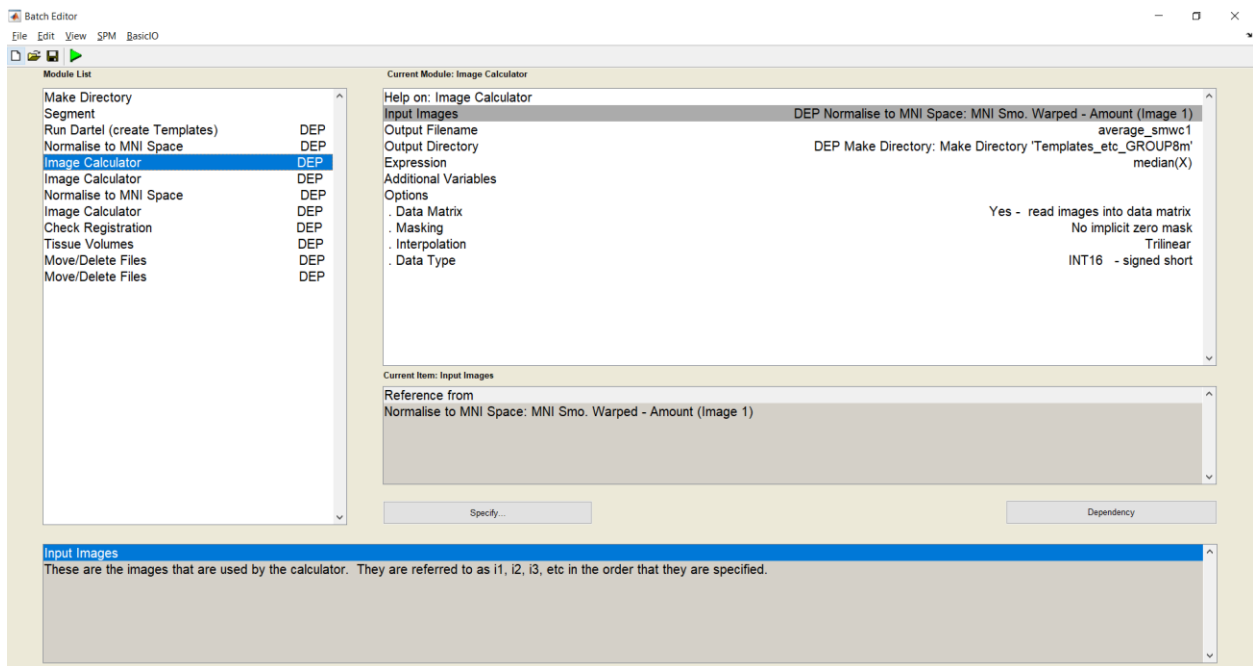 Batch Editor
File Edit View SPM BasicIO
Module List
Make Directory
Segment
Run Dartel (create Templates) DEP
Normalise to MNI Space DEP
Image Calculator DEP
Image Calculator DEP
Normalise to MNI Space DEP
Image Calculator DEP
Check Registration DEP
Tissue Volumes DEP
Move/Delete Files DEP
Move/Delete Files DEP
Current Module: Image Calculator
Help on: Image Calculator
Input Images DEP Normalise to MNI Space: MNI Smo. Warped - Amount (Image 1)
Output Filename average_smwc1
Output Directory DEP Make Directory: Make Directory 'Templates_etc_GROUP8m'
Expression median(X)
Additional Variables
Options
. Data Matrix Yes - read images into data matrix
. Masking No implicit zero mask
. Interpolation Trilinear
. Data Type INT16 - signed short
Current Item: Input Images
Reference from
Normalise to MNI Space: MNI Smo. Warped - Amount (Image 1)
Specify... Dependency
Input Images
These are the images that are used by the calculator. They are referred to as i1, i2, i3, etc in the order that they are specified.